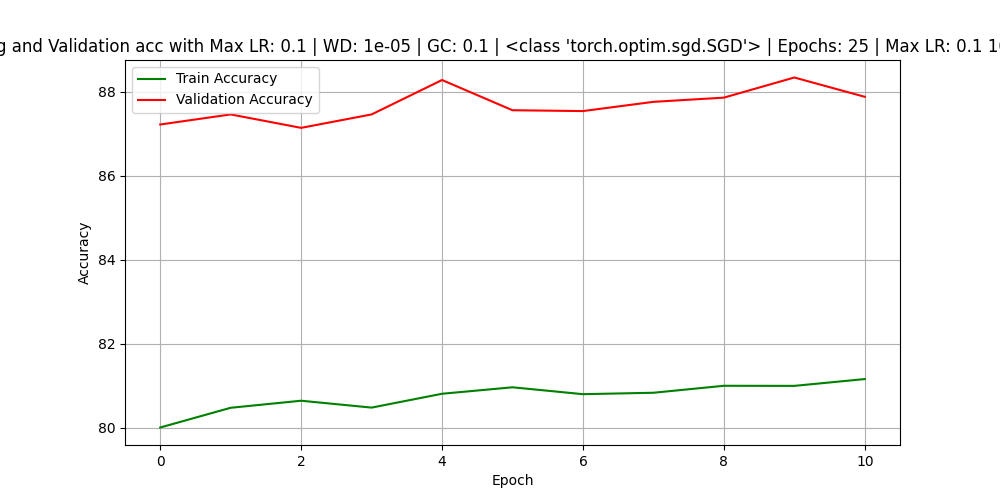 and Validation acc with Max LR: 0.1 | WD: 1e-05 | GC: 0.1 | <class 'torch.optim.sgd.SGD'> | Epochs: 25 | Max LR: 0.1
Train Accuracy
Validation Accuracy
88
86
84
82
80
Accuracy
0 2 4 6 8 10
Epoch